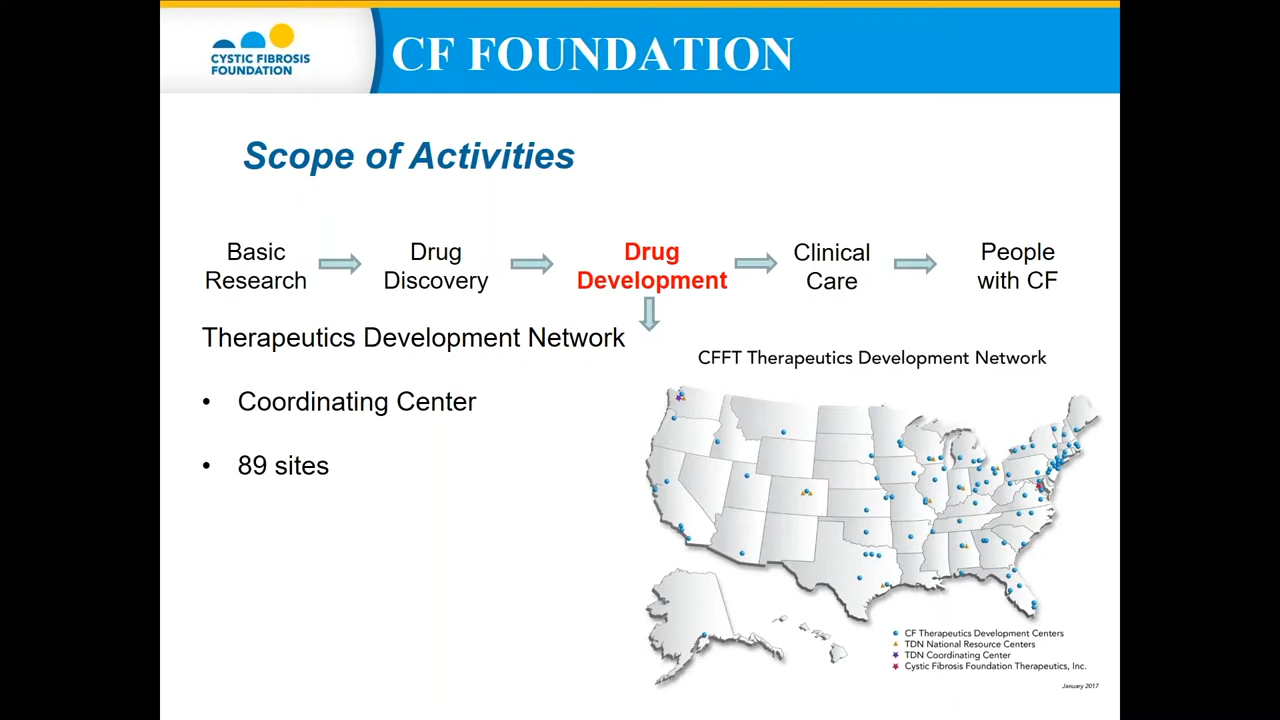 CYSTIC FIBROSIS
FOUNDATION
CF FOUNDATION
Scope of Activities
Basic
Research
Drug
Discovery
Drug
Development
Clinical
Care
People
with CF
Therapeutics Development Network
• Coordinating Center
• 89 sites
CFFT Therapeutics Development Network
CF Therapeutics Development Centers
TDN National Resource Centers
TDN Coordinating Center
Cystic Fibrosis Foundation Therapeutics, Inc.
January 2017